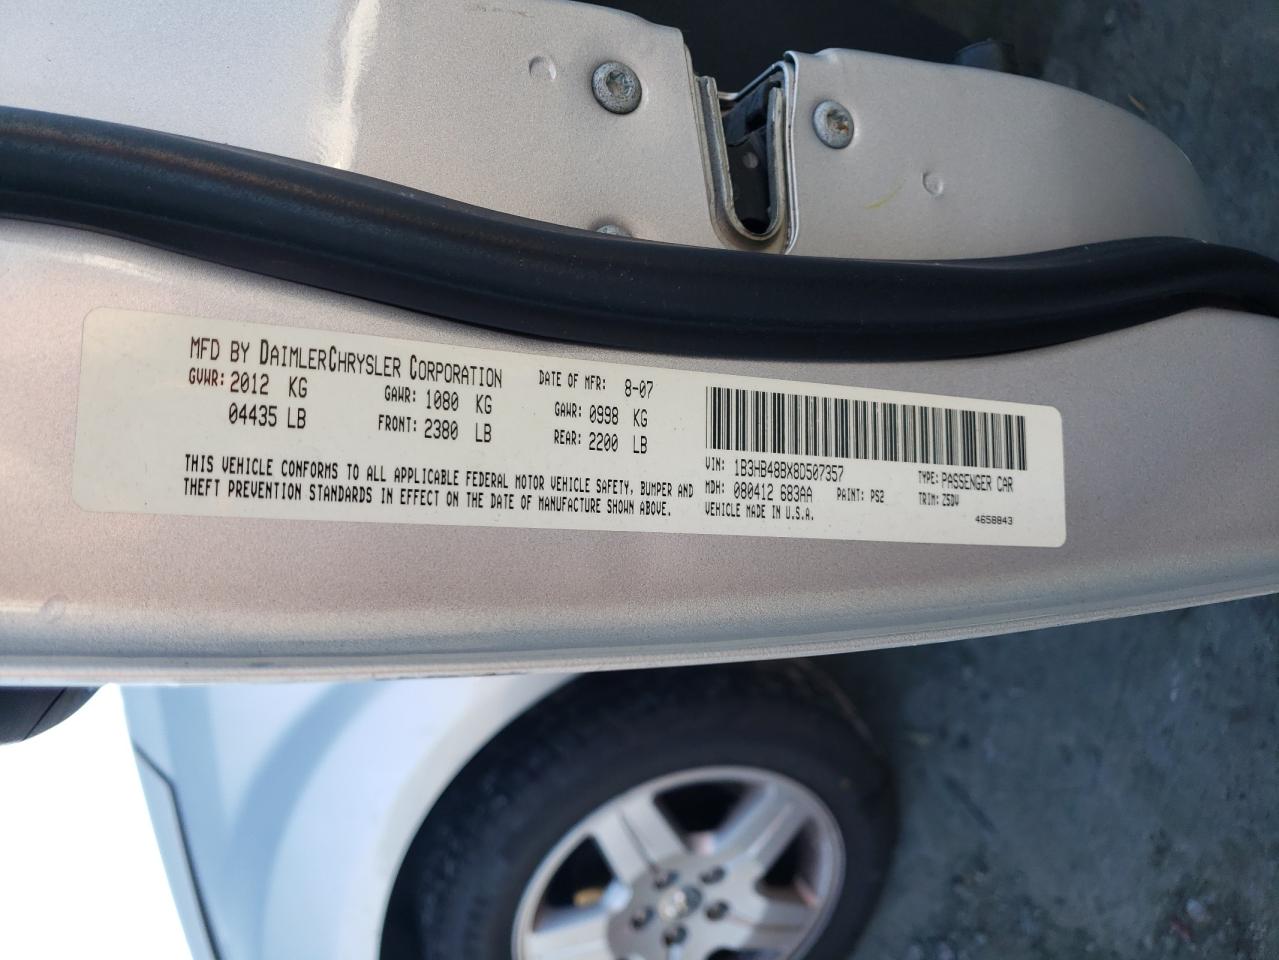 MFD BY DAIMLERCHRYSLER CORPORATION DATE OF MFR: 8-07
GVWR: 2012 KG GAWR: 1080 KG GAWR: 0998 KG
04435 LB FRONT: 2380 LB REAR: 2200 LB
THIS VEHICLE CONFORMS TO ALL APPLICABLE FEDERAL MOTOR VEHICLE SAFETY, BUMPER AND
THEFT PREVENTION STANDARDS IN EFFECT ON THE DATE OF MANUFACTURE SHOWN ABOVE.
VIN: 1B3HB48BX8D507357 TYPE: PASSENGER CAR
MDH: 080412 683AA PAINT: PS2 TRIM: Z5DV
VEHICLE MADE IN U.S.A. 4658843